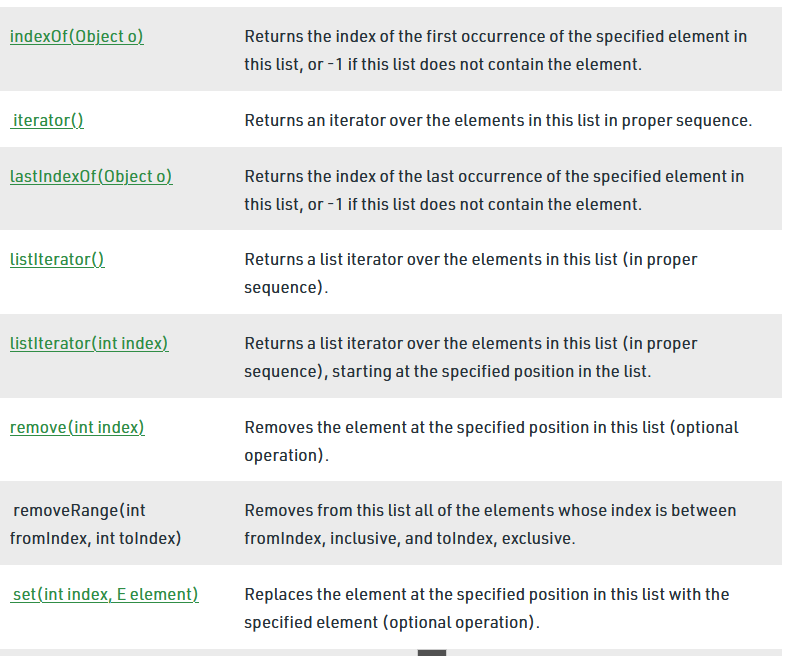 indexOf(Object o)
Returns the index of the first occurrence of the specified element in
this list, or -1 if this list does not contain the element.
iterator()
Returns an iterator over the elements in this list in proper sequence.
lastIndexOf(Object o)
Returns the index of the last occurrence of the specified element in
this list, or -1 if this list does not contain the element.
listIterator()
Returns a list iterator over the elements in this list (in proper
sequence).
listIterator(int index)
Returns a list iterator over the elements in this list (in proper
sequence), starting at the specified position in the list.
remove(int index)
Removes the element at the specified position in this list (optional
operation).
removeRange(int
fromIndex, int toIndex)
Removes from this list all of the elements whose index is between
fromIndex, inclusive, and toIndex, exclusive.
set(int index, E element)
Replaces the element at the specified position in this list with the
specified element (optional operation).